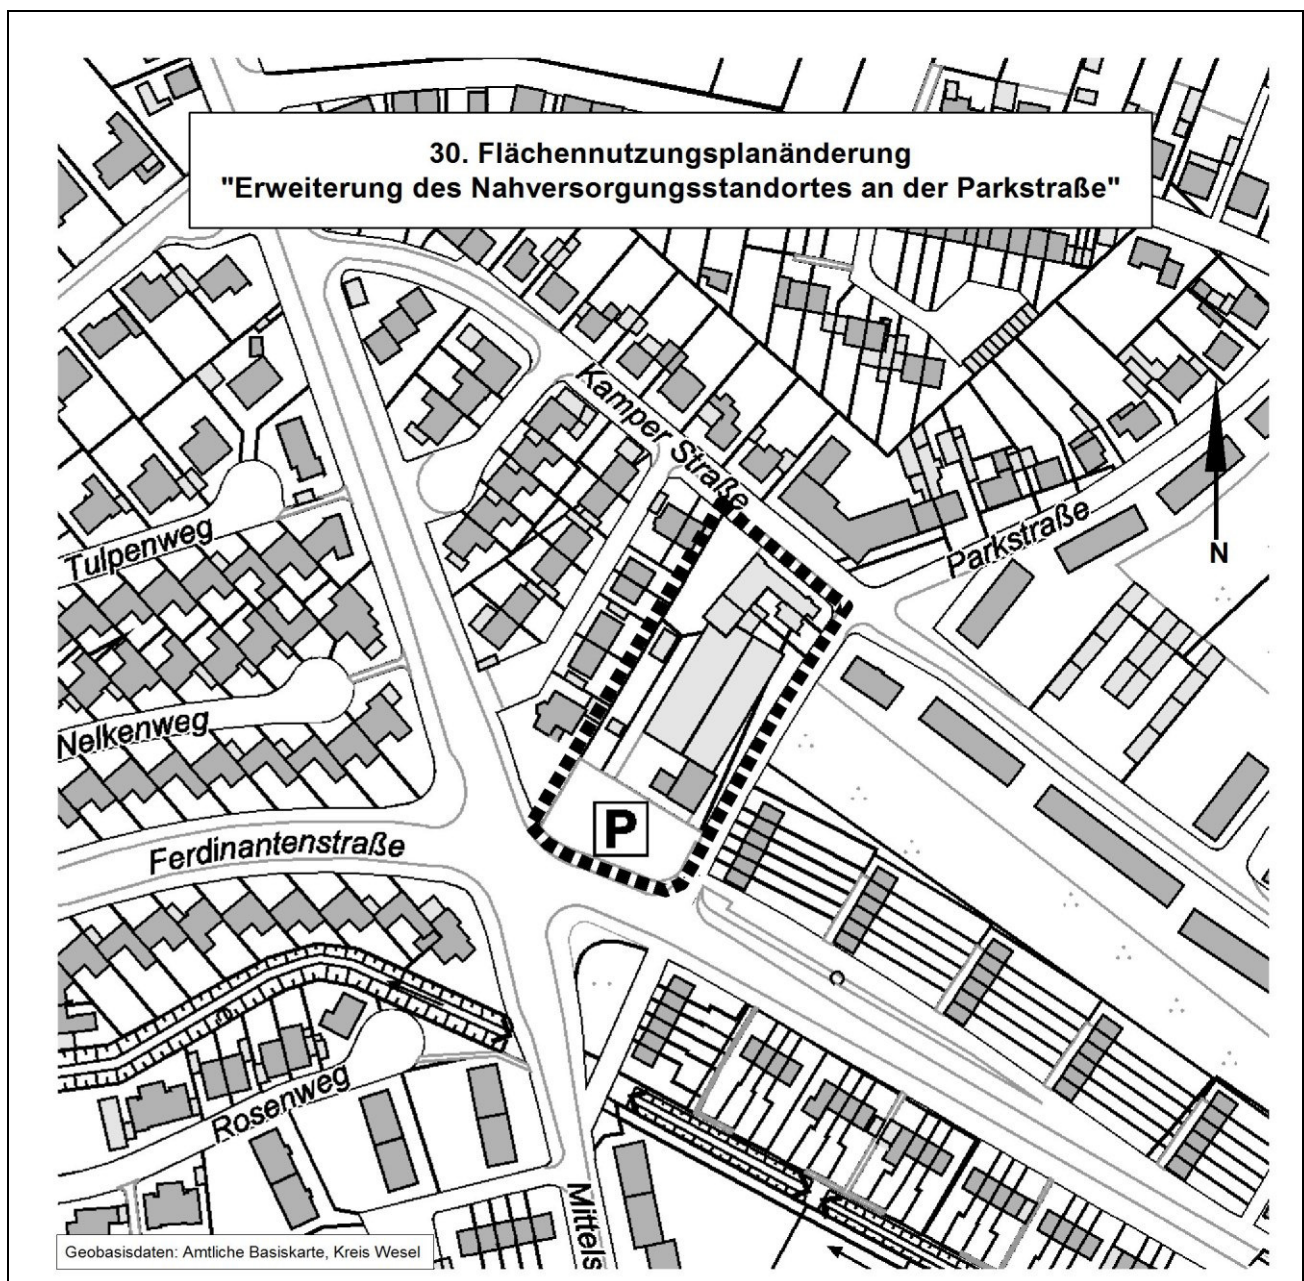 30. Flächennutzungsplanänderung
"Erweiterung des Nahversorgungsstandortes an der Parkstraße"
Kamper Straße
Parkstraße
N
Tulpenweg
Nelkenweg
P
Ferdinantenstraße
Rosenweg
Mittels
Geobasisdaten: Amtliche Basiskarte, Kreis Wesel